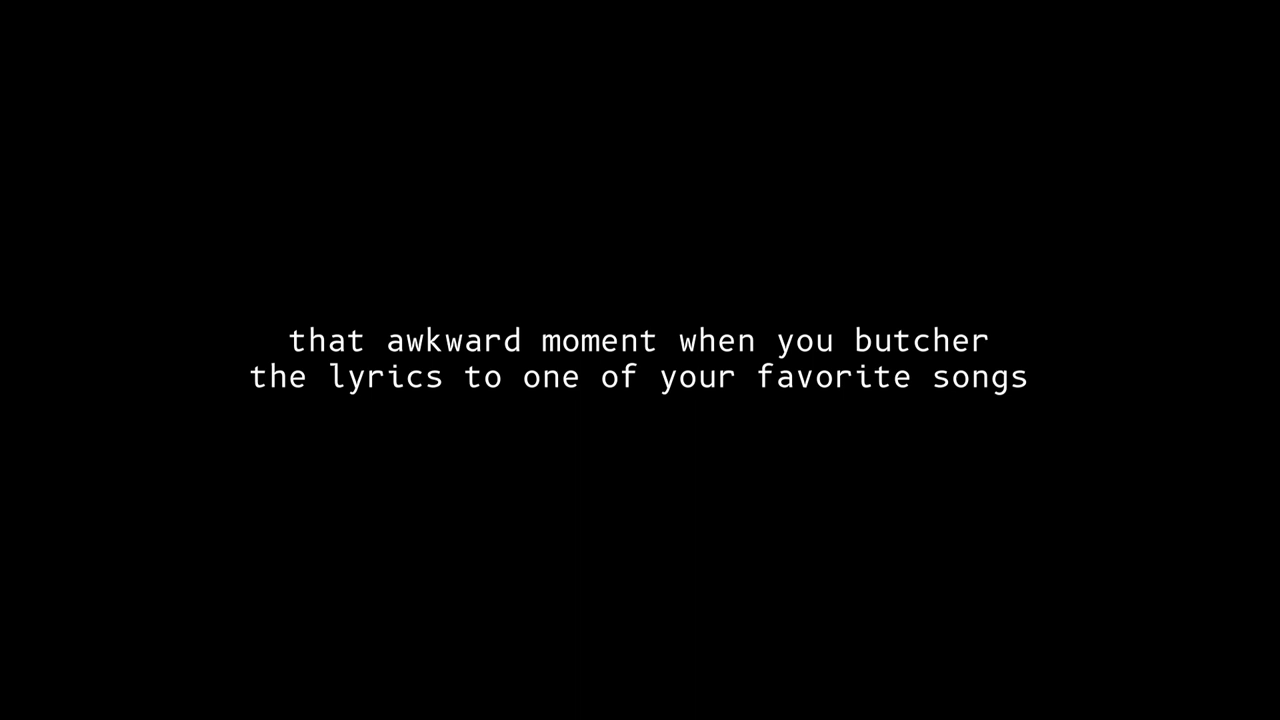 that awkward moment when you butcher
the lyrics to one of your favorite songs